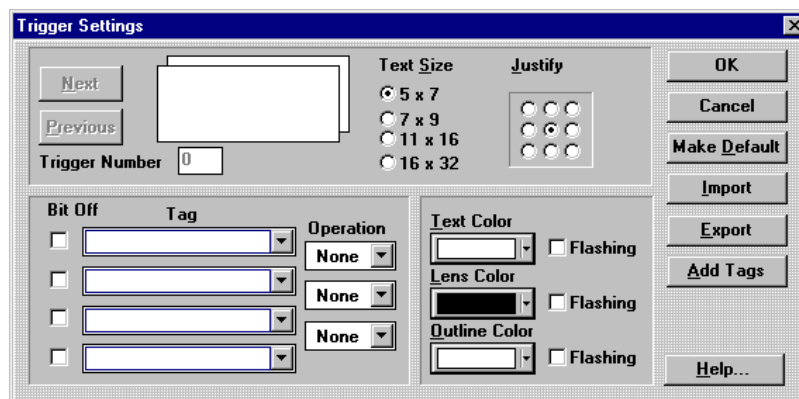 Trigger Settings
Next
Previous
Trigger Number 0
Text Size
5 x 7
7 x 9
11 x 16
16 x 32
Justify
OK
Cancel
Make Default
Import
Export
Add Tags
Help...
Bit Off Tag Operation
None
None
None
Text Color
Flashing
Lens Color
Flashing
Outline Color
Flashing